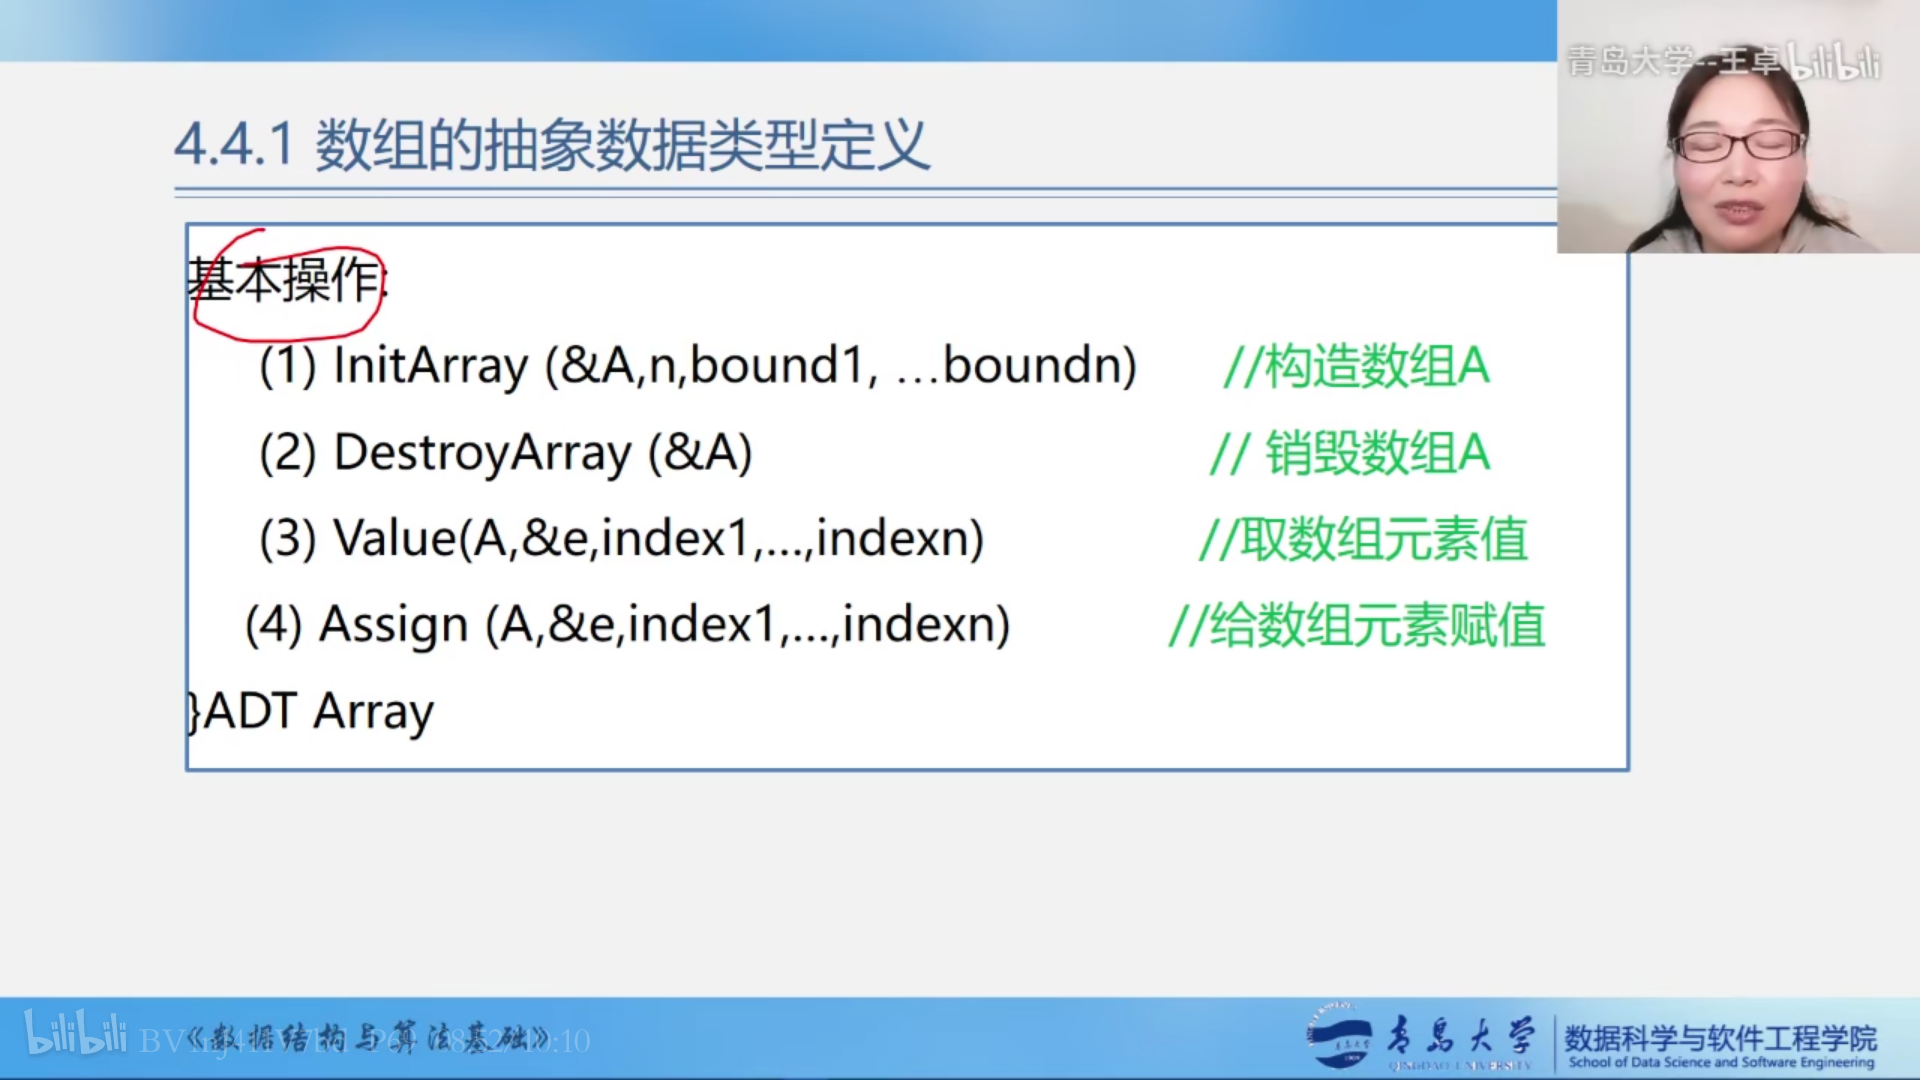 青岛大学--王卓 bilibili
4.4.1 数组的抽象数据类型定义
基本操作:
(1) InitArray (&A,n,bound1, …boundn) //构造数组A
(2) DestroyArray (&A) // 销毁数组A
(3) Value(A,&e,index1,…,indexn) //取数组元素值
(4) Assign (A,&e,index1,…,indexn) //给数组元素赋值
}ADT Array
bilibili
《数据结构与算法基础》
青岛大学
QINGDAO UNIVERSITY
数据科学与软件工程学院
School of Data Science and Software Engineering